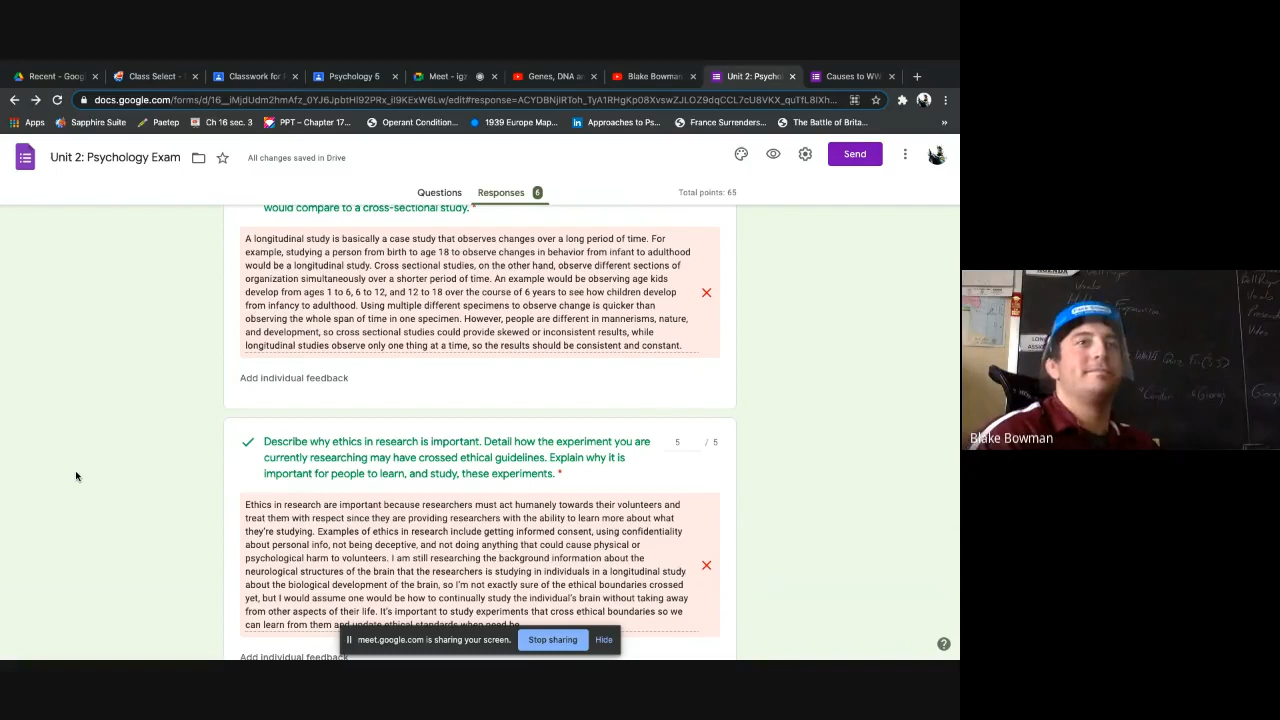 Recent - Goog
Class Select -
Classwork for
Psychology 5
Meet - igz
Genes, DNA an
Blake Bowman
Unit 2: Psychol
Causes to WW
docs.google.com/forms/d/
Apps
Sapphire Suite
Paetep
Ch 16 sec. 3
PPT – Chapter 17...
Operant Condition...
1939 Europe Map...
Approaches to Ps...
France Surrenders...
The Battle of Brita...
»
Unit 2: Psychology Exam
All changes saved in Drive
Send
Questions
Responses 6
Total points: 65
would compare to a cross-sectional study. *
A longitudinal study is basically a case study that observes changes over a long period of time. For
example, studying a person from birth to age 18 to observe changes in behavior from infant to adulthood
would be a longitudinal study. Cross sectional studies, on the other hand, observe different sections of
organization simultaneously over a shorter period of time. An example would be observing age kids
develop from ages 1 to 6, 6 to 12, and 12 to 18 over the course of 6 years to see how children develop
from infancy to adulthood. Using multiple different specimens to observe change is quicker than
observing the whole span of time in one specimen. However, people are different in mannerisms, nature,
and development, so cross sectional studies could provide skewed or inconsistent results, while
longitudinal studies observe only one thing at a time, so the results should be consistent and constant.
Add individual feedback
Describe why ethics in research is important. Detail how the experiment you are
5 / 5
currently researching may have crossed ethical guidelines. Explain why it is
important for people to learn, and study, these experiments. *
Ethics in research are important because researchers must act humanely towards their volunteers and
treat them with respect since they are providing researchers with the ability to learn more about what
they're studying. Examples of ethics in research include getting informed consent, using confidentiality
about personal info, not being deceptive, and not doing anything that could cause physical or
psychological harm to volunteers. I am still researching the background information about the
neurological structures of the brain that the researchers is studying in individuals in a longitudinal study
about the biological development of the brain, so I'm not exactly sure of the ethical boundaries crossed
yet, but I would assume one would be how to continually study the individual's brain without taking away
from other aspects of their life. It's important to study experiments that cross ethical boundaries so we
can learn from them and update ethical standards when need be.
meet.google.com is sharing your screen.
Stop sharing
Hide
Add individual feedback
Blake Bowman